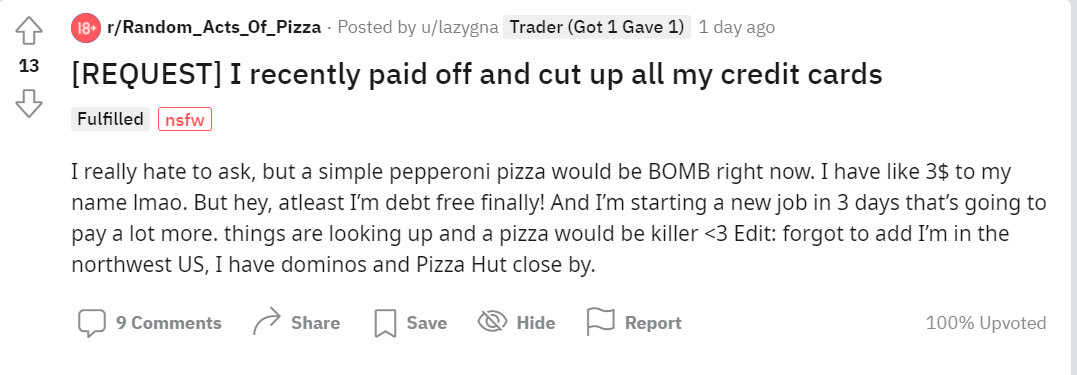 18+ r/Random_Acts_Of_Pizza · Posted by u/lazygna Trader (Got 1 Gave 1) 1 day ago
13
[REQUEST] I recently paid off and cut up all my credit cards
Fulfilled nsfw
I really hate to ask, but a simple pepperoni pizza would be BOMB right now. I have like 3$ to my
name lmao. But hey, atleast I’m debt free finally! And I’m starting a new job in 3 days that’s going to
pay a lot more. things are looking up and a pizza would be killer <3 Edit: forgot to add I’m in the
northwest US, I have dominos and Pizza Hut close by.
9 Comments Share Save Hide Report 100% Upvoted